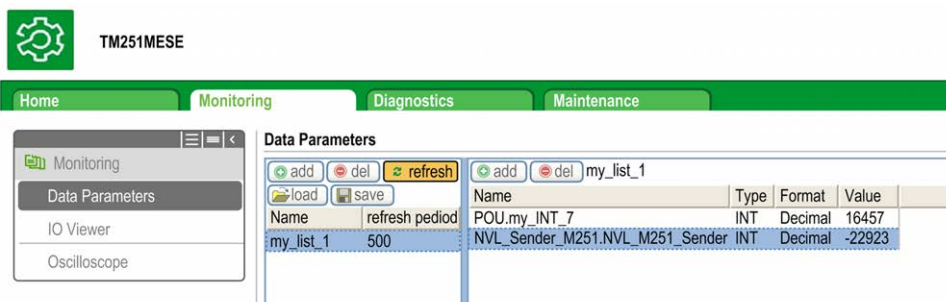 TM251MESE
Home Monitoring Diagnostics Maintenance
Monitoring
Data Parameters
IO Viewer
Oscilloscope
Data Parameters
add del refresh
load save
Name refresh pediod
my_list_1 500
add del my_list_1
Name Type Format Value
POU.my_INT_7 INT Decimal 16457
NVL_Sender_M251.NVL_M251_Sender INT Decimal -22923